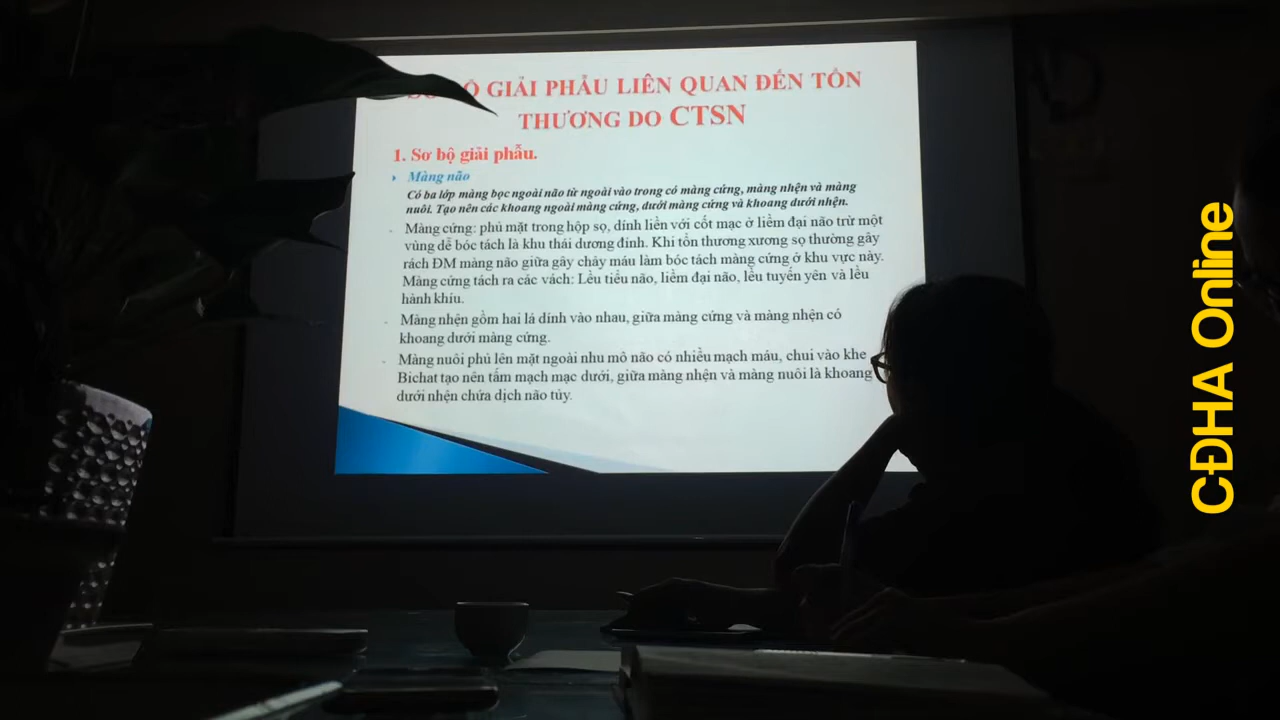 GIẢI PHẪU LIÊN QUAN ĐẾN TỔN
THƯƠNG DO CTSN
1. Sơ bộ giải phẫu.
Màng não
Có ba lớp màng bọc ngoài não từ ngoài vào trong có màng cứng, màng nhện và màng
nuôi. Tạo nên các khoang ngoài màng cứng, dưới màng cứng và khoang dưới nhện.
- Màng cứng: phủ mặt trong hộp sọ, dính liền với cốt mạc ở liềm đại não trừ một
vùng dễ bóc tách là khu thái dương đỉnh. Khi tổn thương xương sọ thường gây
rách ĐM màng não giữa gây chảy máu làm bóc tách màng cứng ở khu vực này.
Màng cứng tách ra các vách: Lều tiểu não, liềm đại não, lều tuyến yên và lều
hành khíu.
- Màng nhện gồm hai lá dính vào nhau, giữa màng cứng và màng nhện có
khoang dưới màng cứng.
- Màng nuôi phủ lên mặt ngoài nhu mô não có nhiều mạch máu, chui vào khe
Bichat tạo nên tấm mạch mạc dưới, giữa màng nhện và màng nuôi là khoang
dưới nhện chứa dịch não tủy.
CĐHA Online